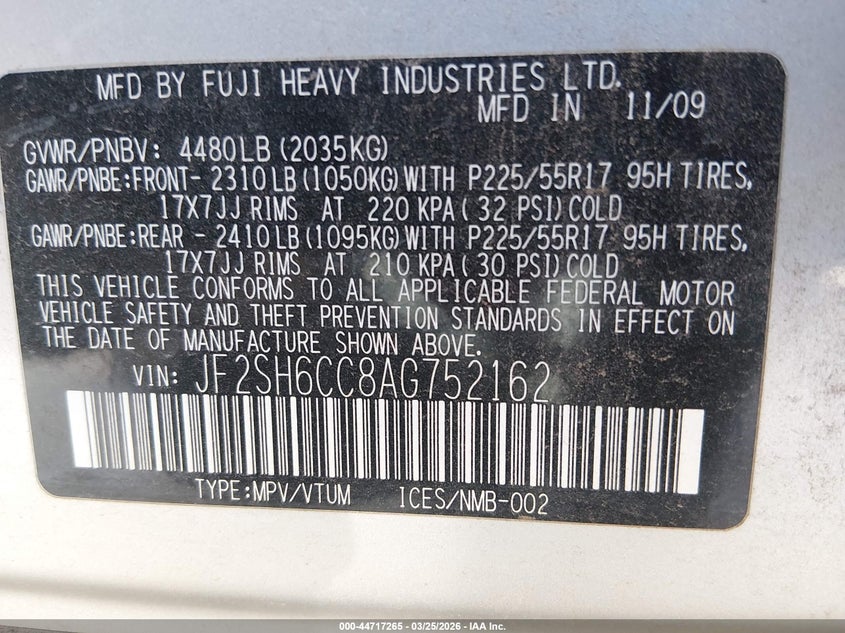 MFD BY FUJI HEAVY INDUSTRIES LTD.
MFD IN 11/09
GVWR/PNBV: 4480LB(2035KG)
GAWR/PNBE:FRONT- 2310LB(1050KG)WITH P225/55R17 95H TIRES,
17X7JJ RIMS AT 220 KPA( 32 PSI)COLD
GAWR/PNBE:REAR - 2410LB(1095KG)WITH P225/55R17 95H TIRES,
17X7JJ RIMS AT 210 KPA( 30 PSI)COLD
THIS VEHICLE CONFORMS TO ALL APPLICABLE FEDERAL MOTOR
VEHICLE SAFETY AND THEFT PREVENTION STANDARDS IN EFFECT ON
THE DATE OF MANUFACTURE SHOWN ABOVE.
VIN: JF2SH6CC8AG752162
TYPE:MPV/VTUM ICES/NMB-002
000-44717265 - 03/25/2026 - IAA Inc.